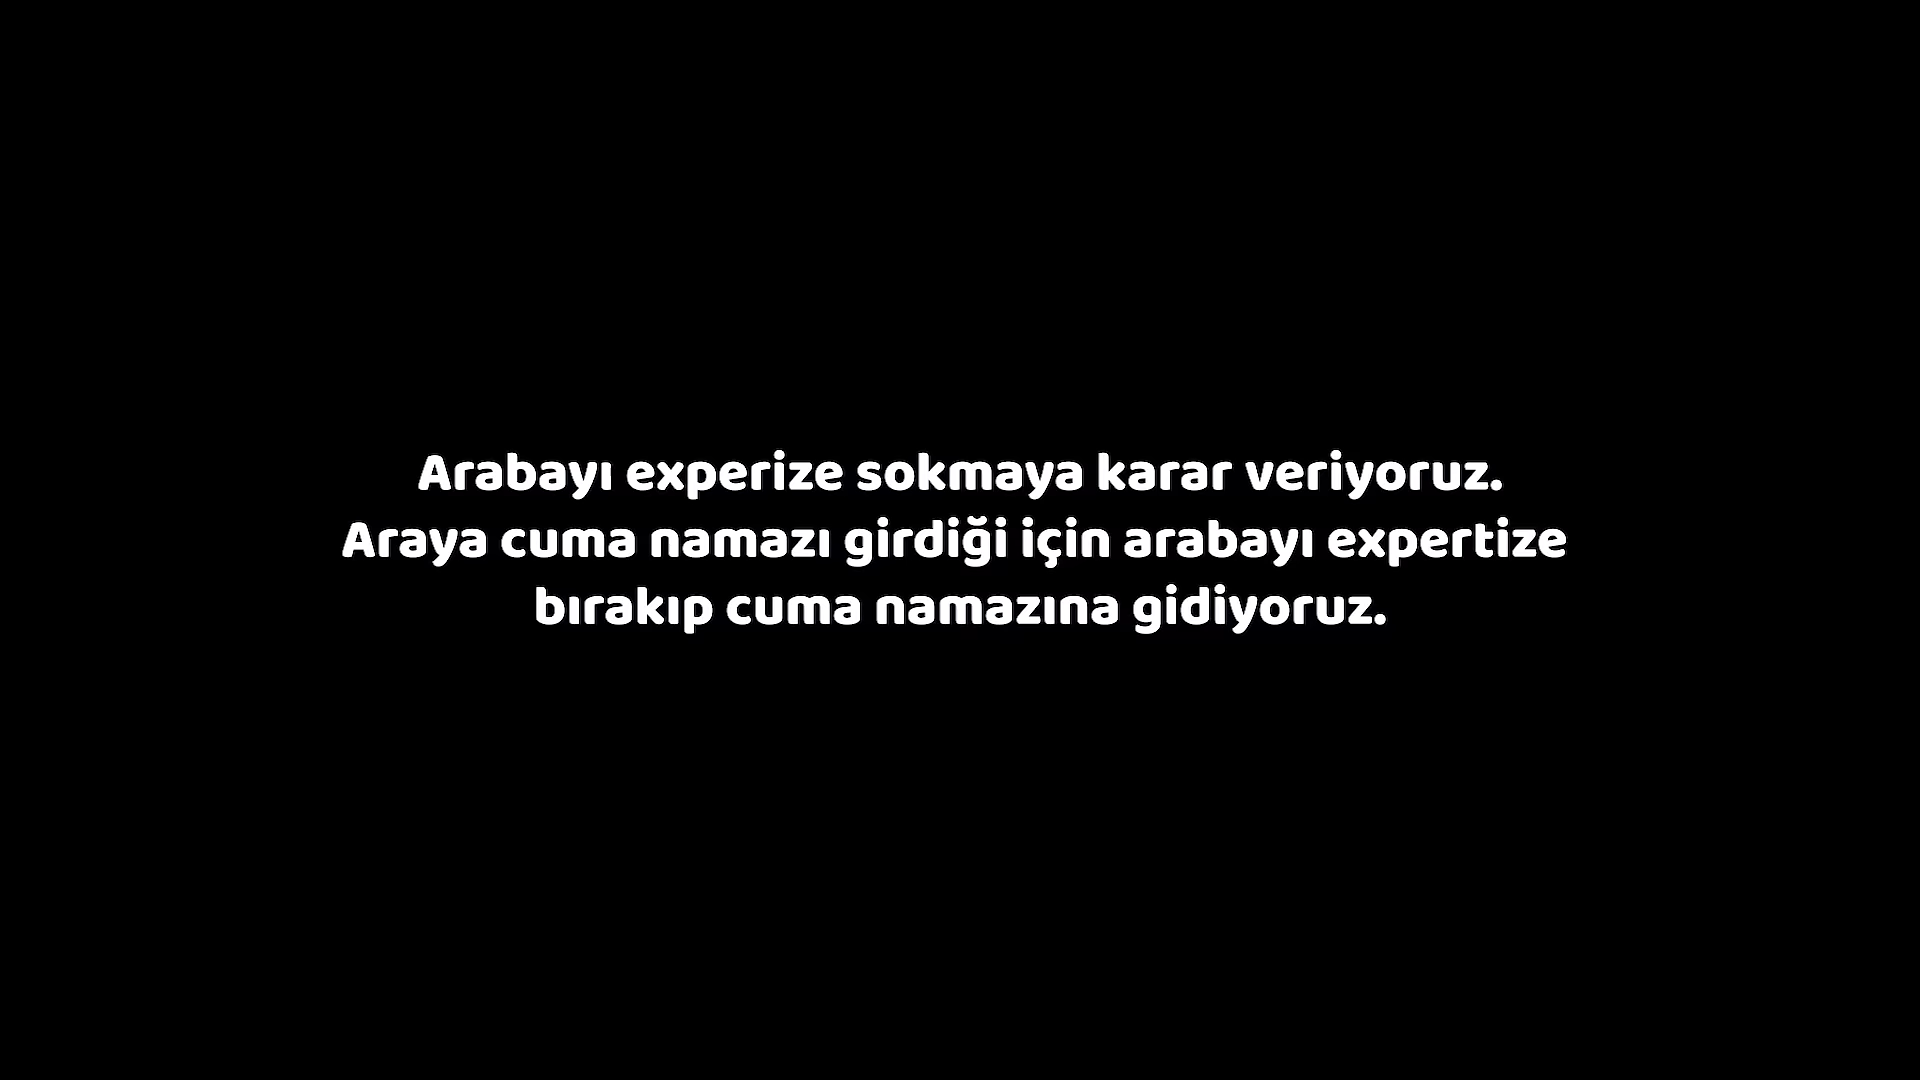 Arabayı experize sokmaya karar veriyoruz.
Araya cuma namazı girdiği için arabayı expertize
bırakıp cuma namazına gidiyoruz.